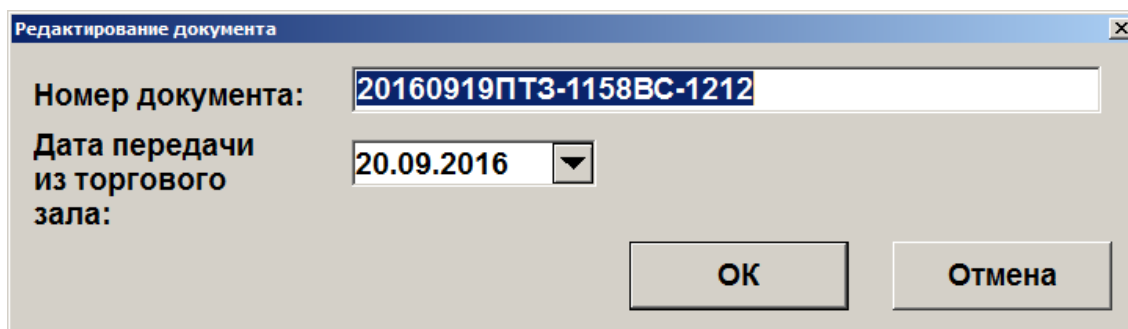 Редактирование документа
Номер документа:
20160919ПТЗ-1158ВС-1212
Дата передачи
из торгового
зала:
20.09.2016
ОК
Отмена